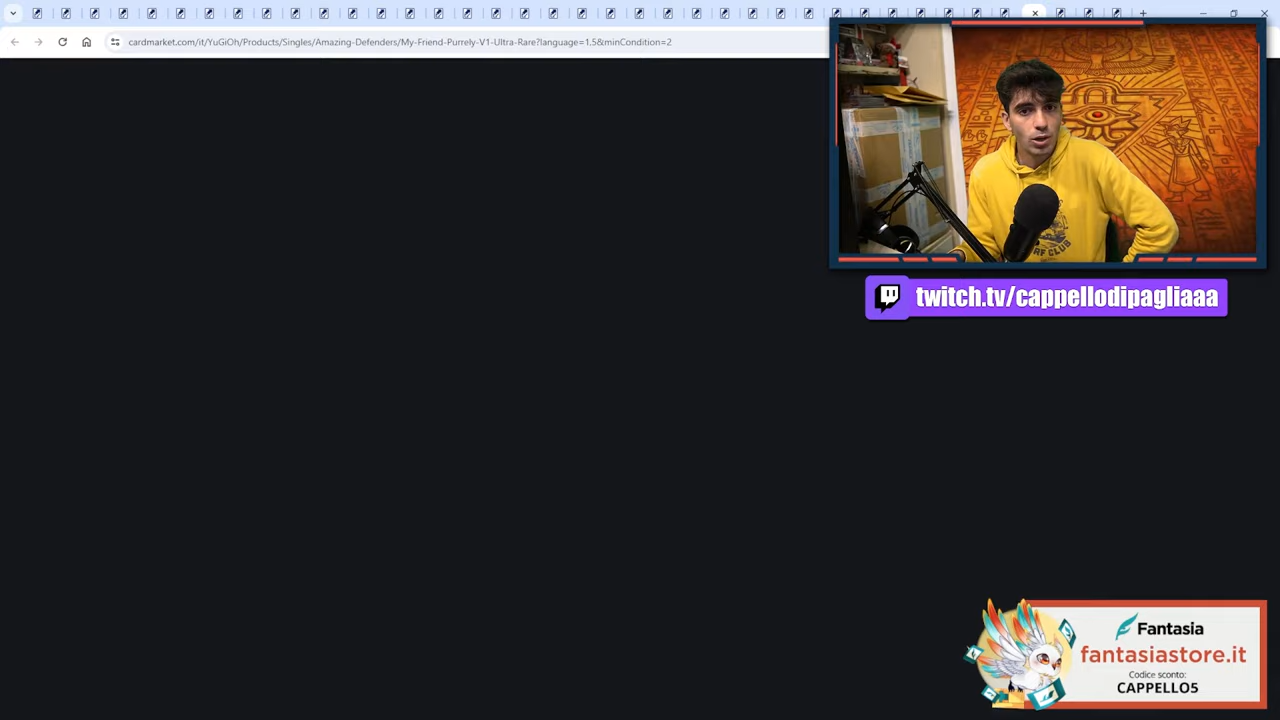 cardmarket.com/it/YuGiOh/Products/Singles/Amazing-Defenders/My-Friend-Purrely-V1-Ultra-Rare?language=1,5&minCondition=2
twitch.tv/cappellodipagliaaa
Fantasia
fantasiastore.it
Codice sconto:
CAPPELLO5